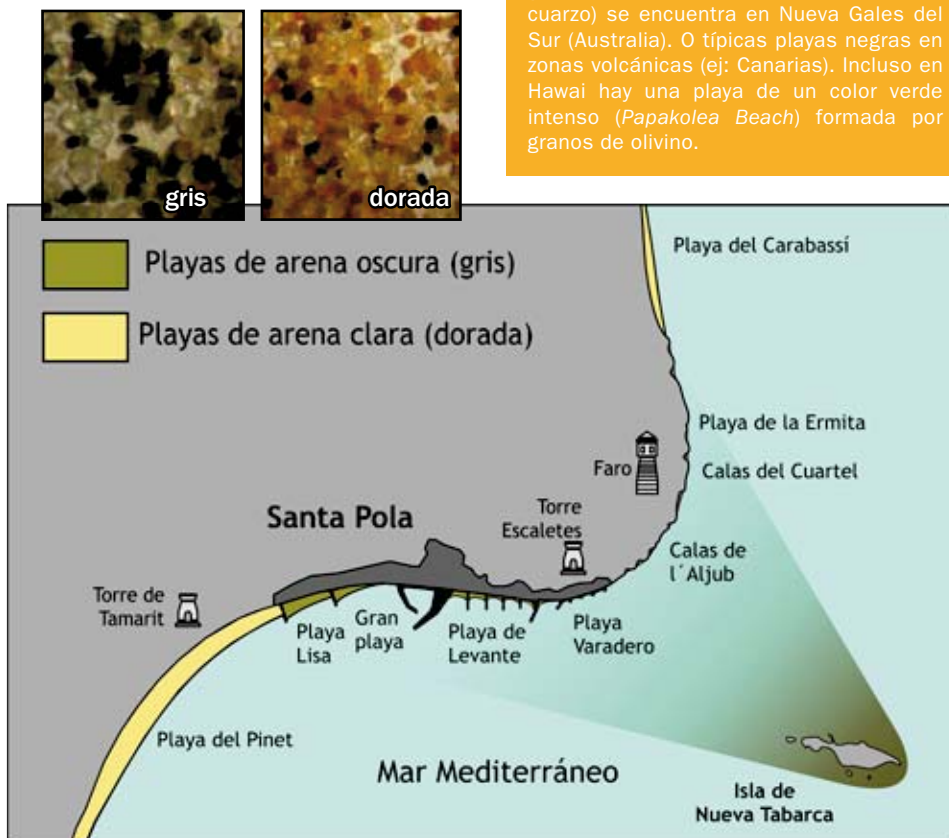 cuarzo) se encuentra en Nueva Gales del
Sur (Australia). O típicas playas negras en
zonas volcánicas (ej: Canarias). Incluso en
Hawai hay una playa de un color verde
intenso (Papakolea Beach) formada por
granos de olivino.
gris
dorada
Playas de arena oscura (gris)
Playas de arena clara (dorada)
Playa del Carabassí
Playa de la Ermita
Faro
Calas del Cuartel
Santa Pola
Torre
Escaletes
Calas de
l´Aljub
Torre de
Tamarit
Playa
Lisa
Gran
playa
Playa de
Levante
Playa
Varadero
Playa del Pinet
Mar Mediterráneo
Isla de
Nueva Tabarca